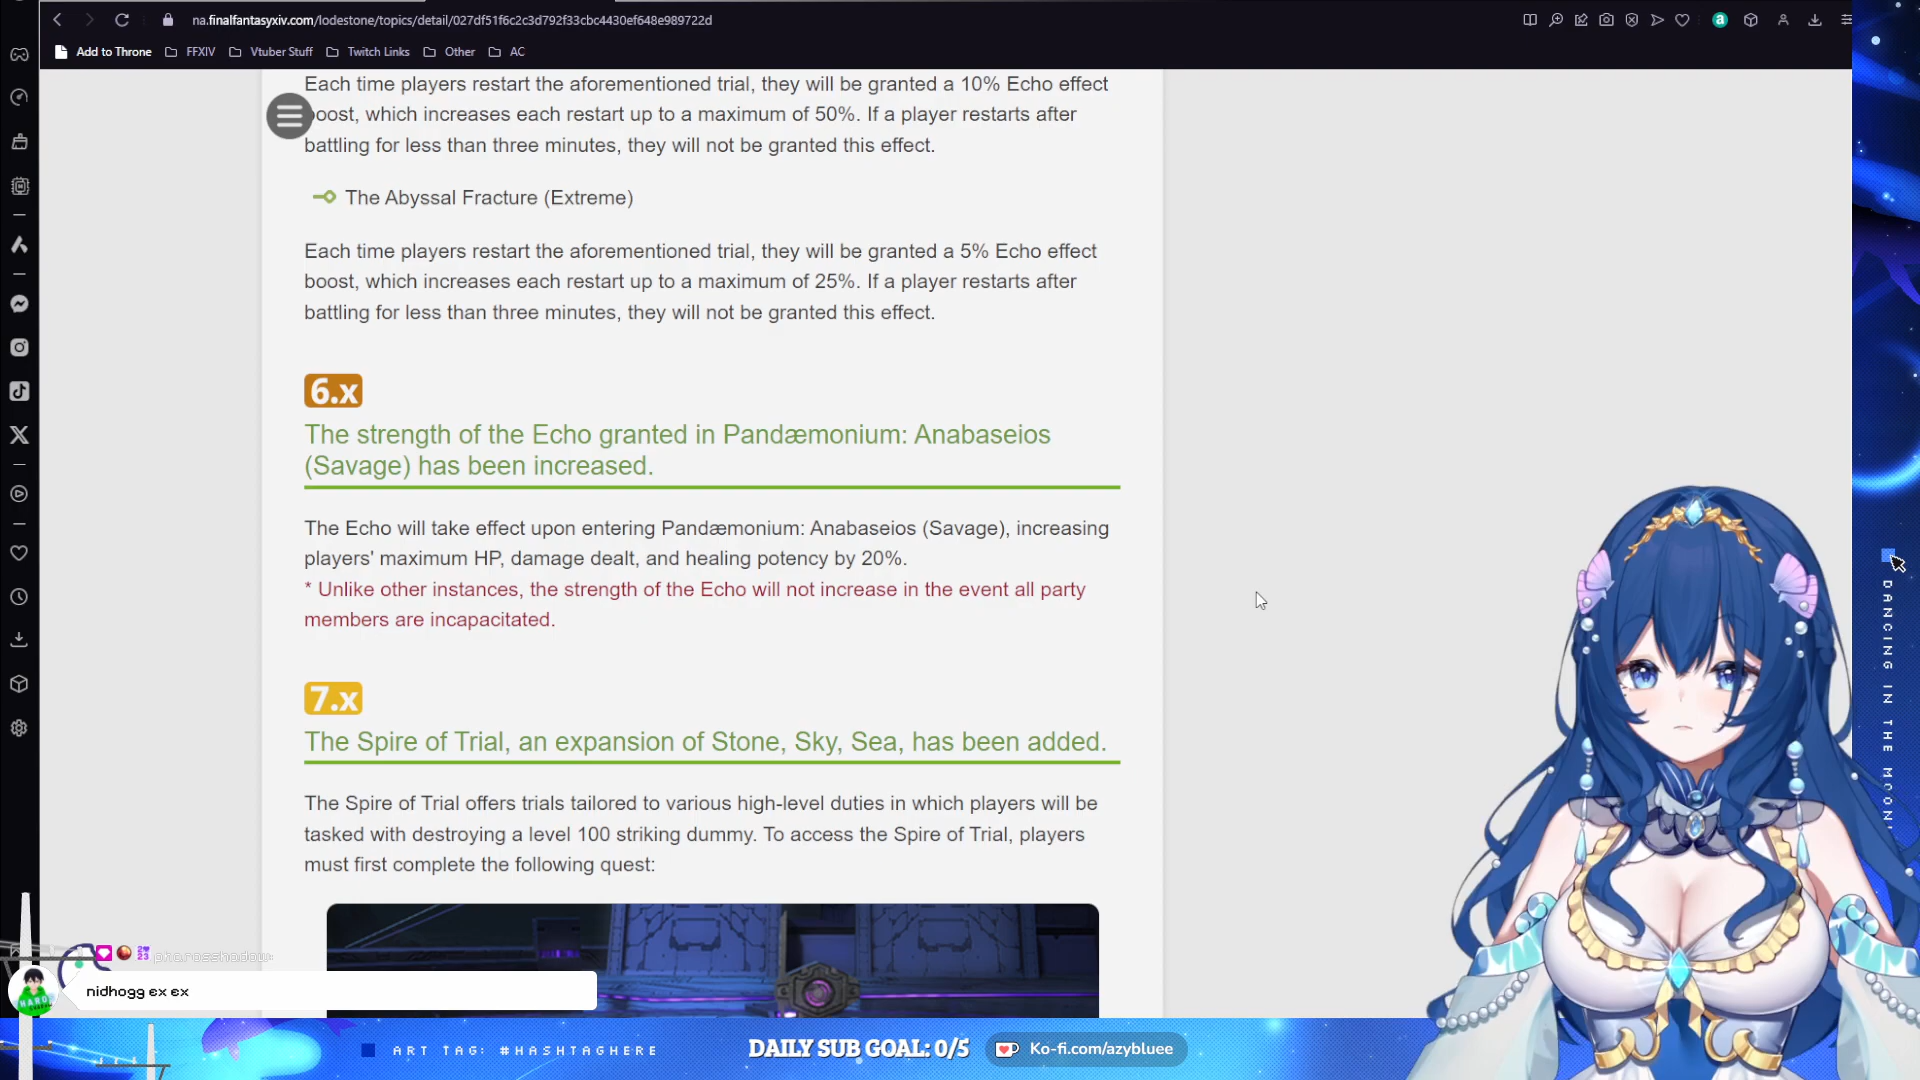 na.finalfantasyxiv.com/lodestone/topics/detail/027df51f6c2c3d792f33cbc4430ef648e989722d
Add to Throne FFXIV Vtuber Stuff Twitch Links Other AC
Each time players restart the aforementioned trial, they will be granted a 10% Echo effect
boost, which increases each restart up to a maximum of 50%. If a player restarts after
battling for less than three minutes, they will not be granted this effect.
The Abyssal Fracture (Extreme)
Each time players restart the aforementioned trial, they will be granted a 5% Echo effect
boost, which increases each restart up to a maximum of 25%. If a player restarts after
battling for less than three minutes, they will not be granted this effect.
6.x
The strength of the Echo granted in Pandæmonium: Anabaseios
(Savage) has been increased.
The Echo will take effect upon entering Pandæmonium: Anabaseios (Savage), increasing
players' maximum HP, damage dealt, and healing potency by 20%.
* Unlike other instances, the strength of the Echo will not increase in the event all party
members are incapacitated.
7.x
The Spire of Trial, an expansion of Stone, Sky, Sea, has been added.
The Spire of Trial offers trials tailored to various high-level duties in which players will be
tasked with destroying a level 100 striking dummy. To access the Spire of Trial, players
must first complete the following quest:
pharosshadow
nidhogg ex ex
ART TAG: #HASHTAGHERE
DAILY SUB GOAL: 0/5
Ko-fi.com/azybluee
DANCING IN THE MOON